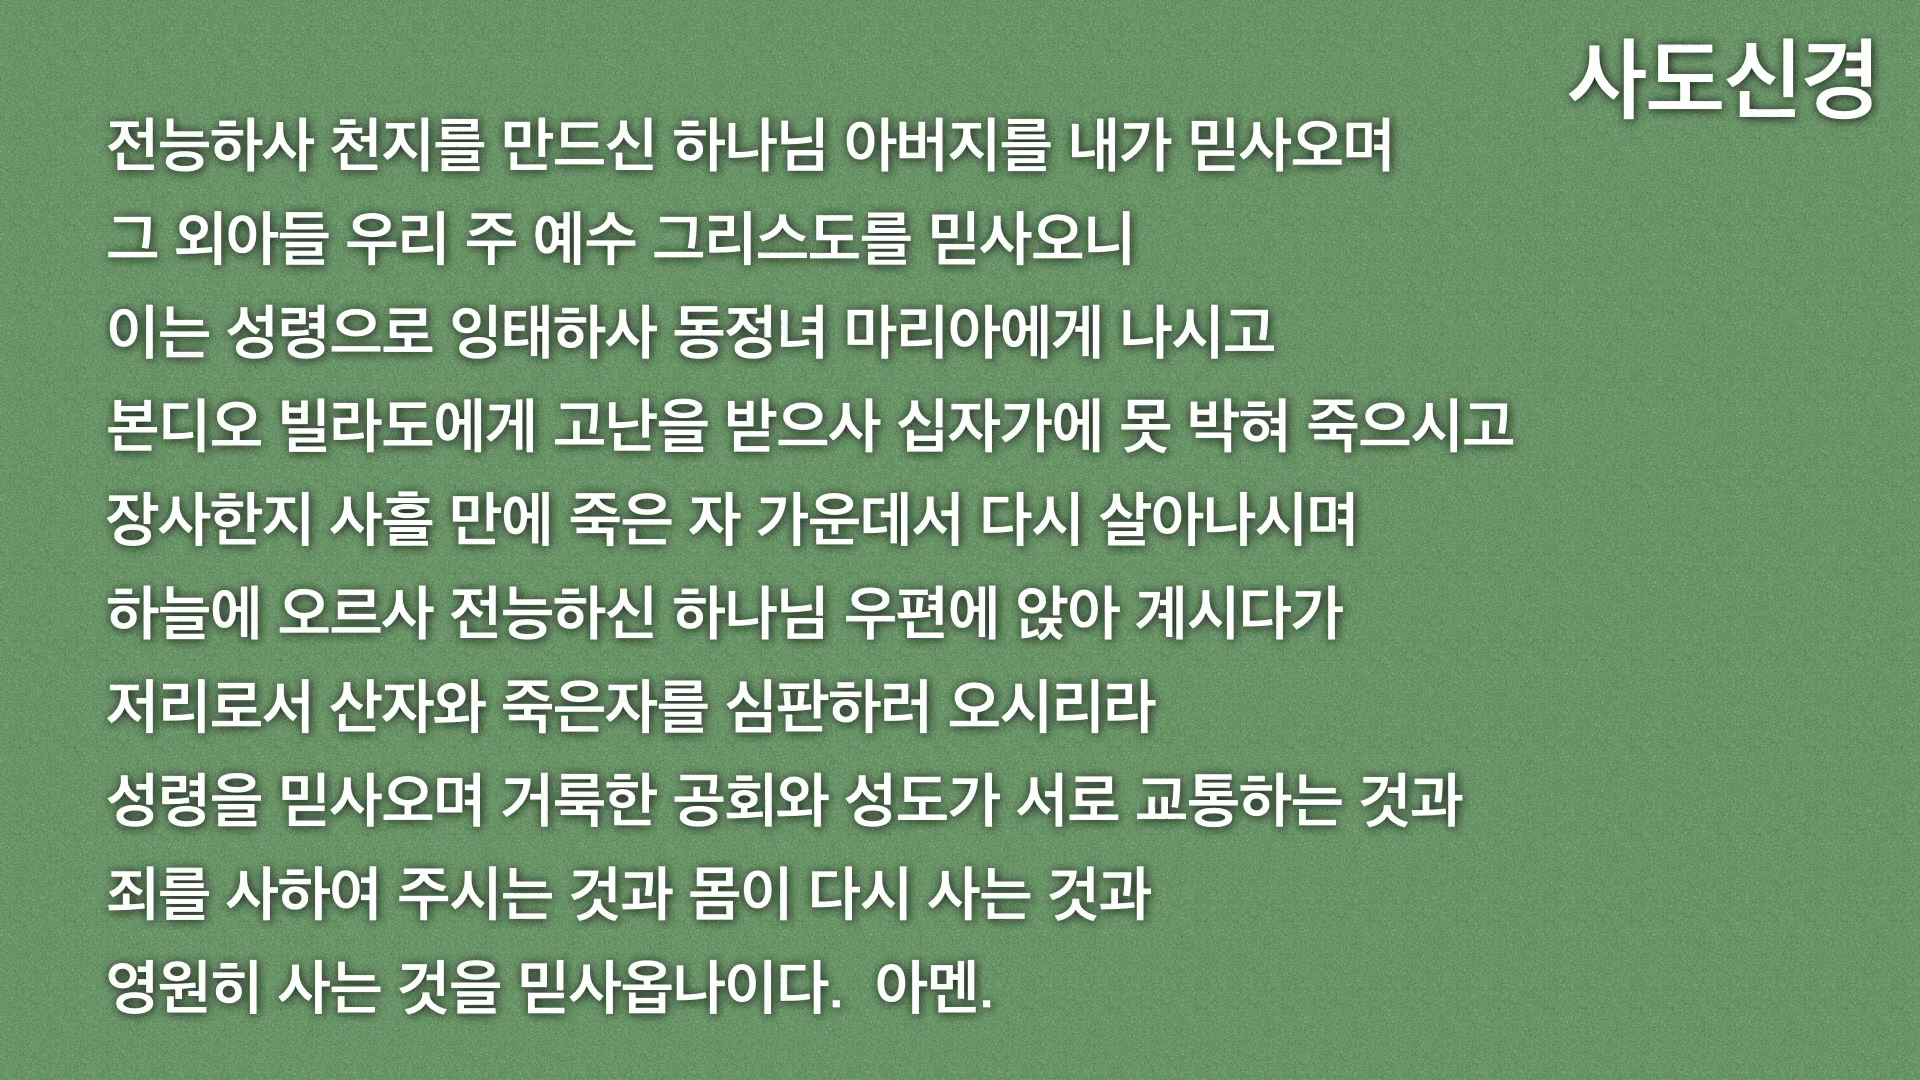 사도신경
전능하사 천지를 만드신 하나님 아버지를 내가 믿사오며
그 외아들 우리 주 예수 그리스도를 믿사오니
이는 성령으로 잉태하사 동정녀 마리아에게 나시고
본디오 빌라도에게 고난을 받으사 십자가에 못 박혀 죽으시고
장사한지 사흘 만에 죽은 자 가운데서 다시 살아나시며
하늘에 오르사 전능하신 하나님 우편에 앉아 계시다가
저리로서 산자와 죽은자를 심판하러 오시리라
성령을 믿사오며 거룩한 공회와 성도가 서로 교통하는 것과
죄를 사하여 주시는 것과 몸이 다시 사는 것과
영원히 사는 것을 믿사옵나이다.  아멘.